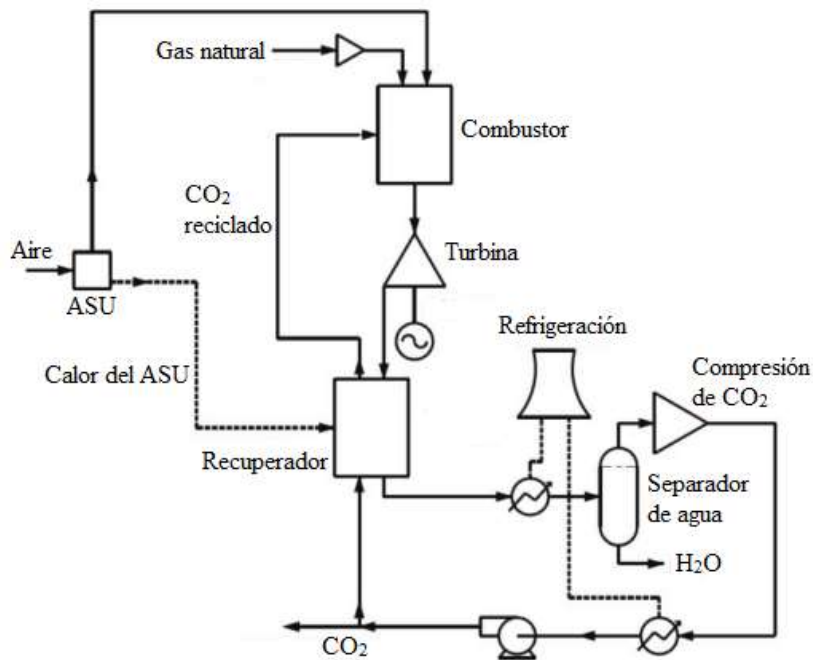 Gas natural
Combustor
CO2
reciclado
Aire
Turbina
ASU
Refrigeración
Compresión
de CO2
Calor del ASU
Recuperador
Separador
de agua
H2O
CO2